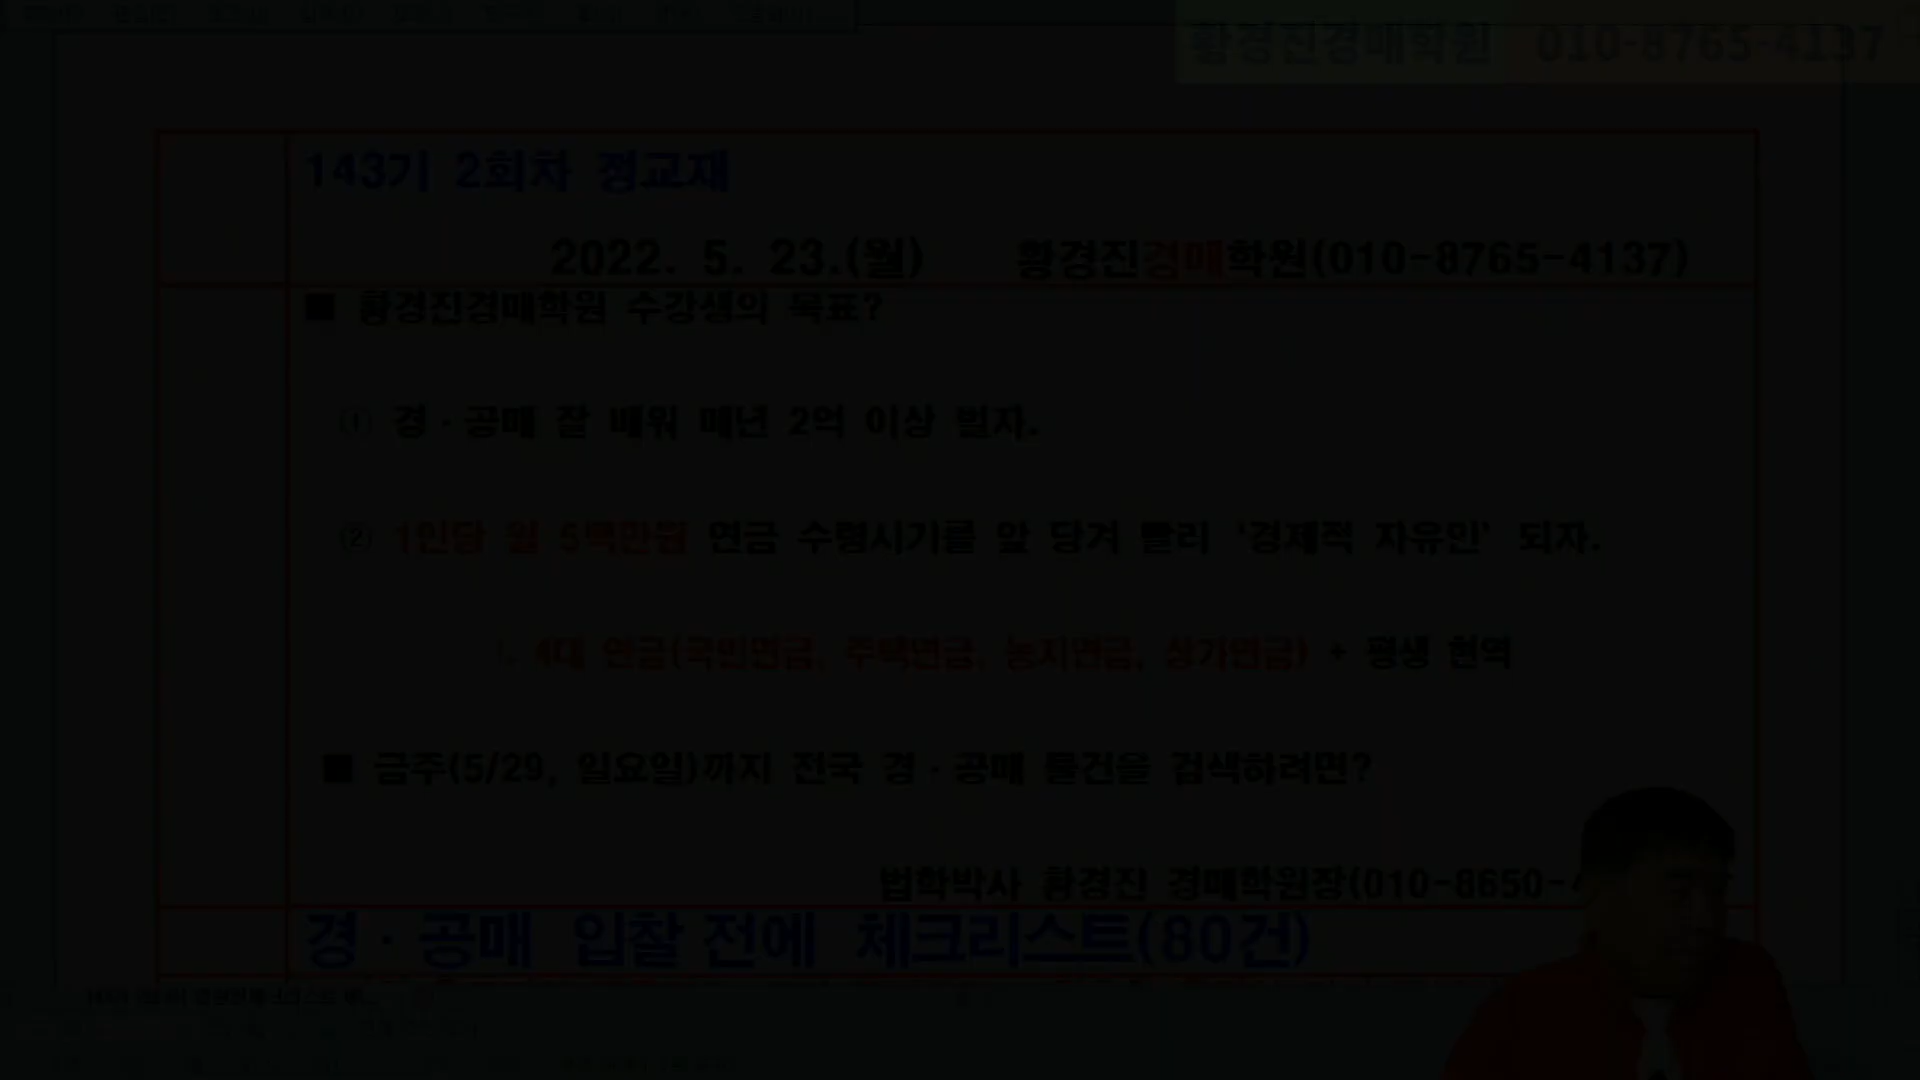 황경진경매학원 010-8765-4137
143기 2회차 정교재
2022. 5. 23.(월) 황경진경매학원(010-8765-4137)
■ 황경진경매학원 수강생의 목표?
① 경·공매 잘 배워 매년 2억 이상 벌자.
② 1인당 월 5백만원 연금 수령시기를 앞 당겨 빨리 '경제적 자유인' 되자.
4대 연금(국민연금, 주택연금, 농지연금, 상가연금) + 평생 현역
■ 금주(5/29, 일요일)까지 전국 경·공매 물건을 검색하려면?
법학박사 황경진 경매학원장(010-8650-
경·공매 입찰 전에 체크리스트(80건)